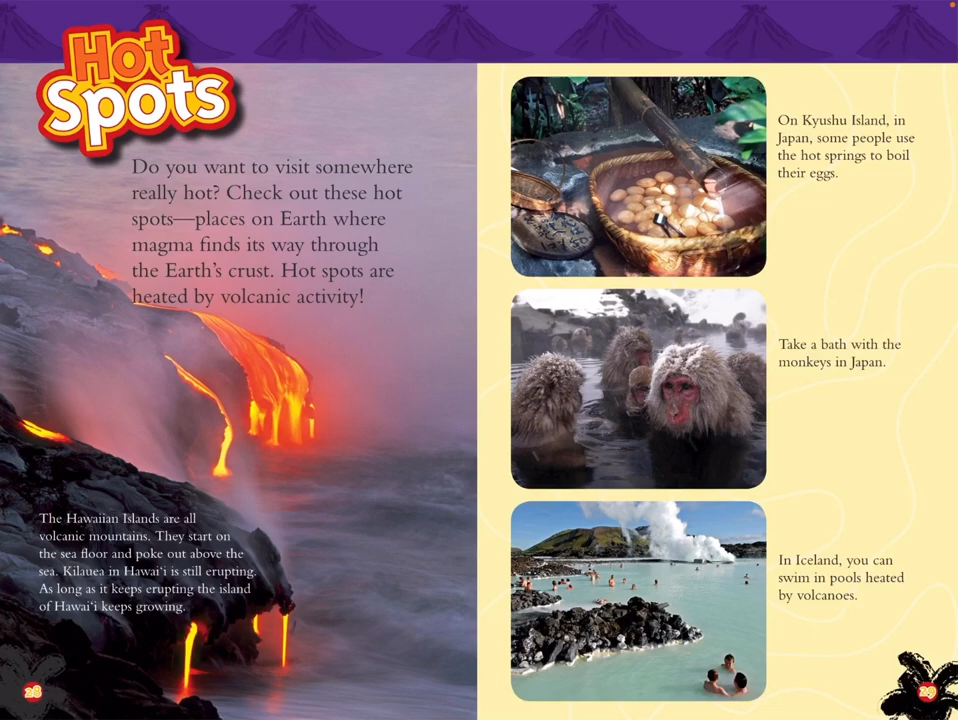 Hot
Spots
Do you want to visit somewhere
really hot? Check out these hot
spots—places on Earth where
magma finds its way through
the Earth's crust. Hot spots are
heated by volcanic activity!
The Hawaiian Islands are all
volcanic mountains. They start on
the sea floor and poke out above the
sea. Kilauea in Hawai‘i is still erupting.
As long as it keeps erupting the island
of Hawai‘i keeps growing.
28
On Kyushu Island, in
Japan, some people use
the hot springs to boil
their eggs.
Take a bath with the
monkeys in Japan.
In Iceland, you can
swim in pools heated
by volcanoes.
29